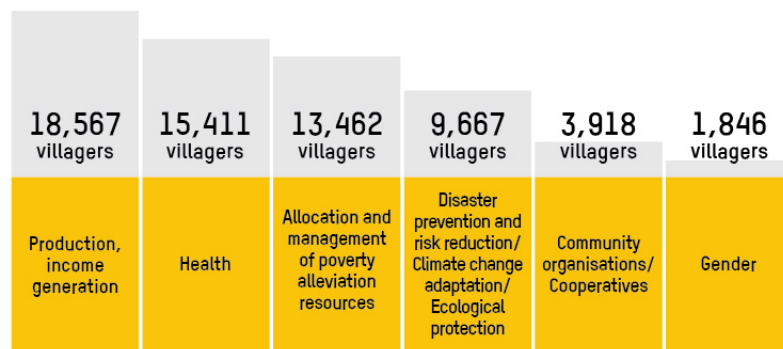 18,567
villagers
15,411
villagers
13,462
villagers
9,667
villagers
3,918
villagers
1,846
villagers
Production,
income
generation
Health
Allocation and
management
of poverty
alleviation
resources
Disaster
prevention and
risk reduction/
Climate change
adaptation/
Ecological
protection
Community
organisations/
Cooperatives
Gender